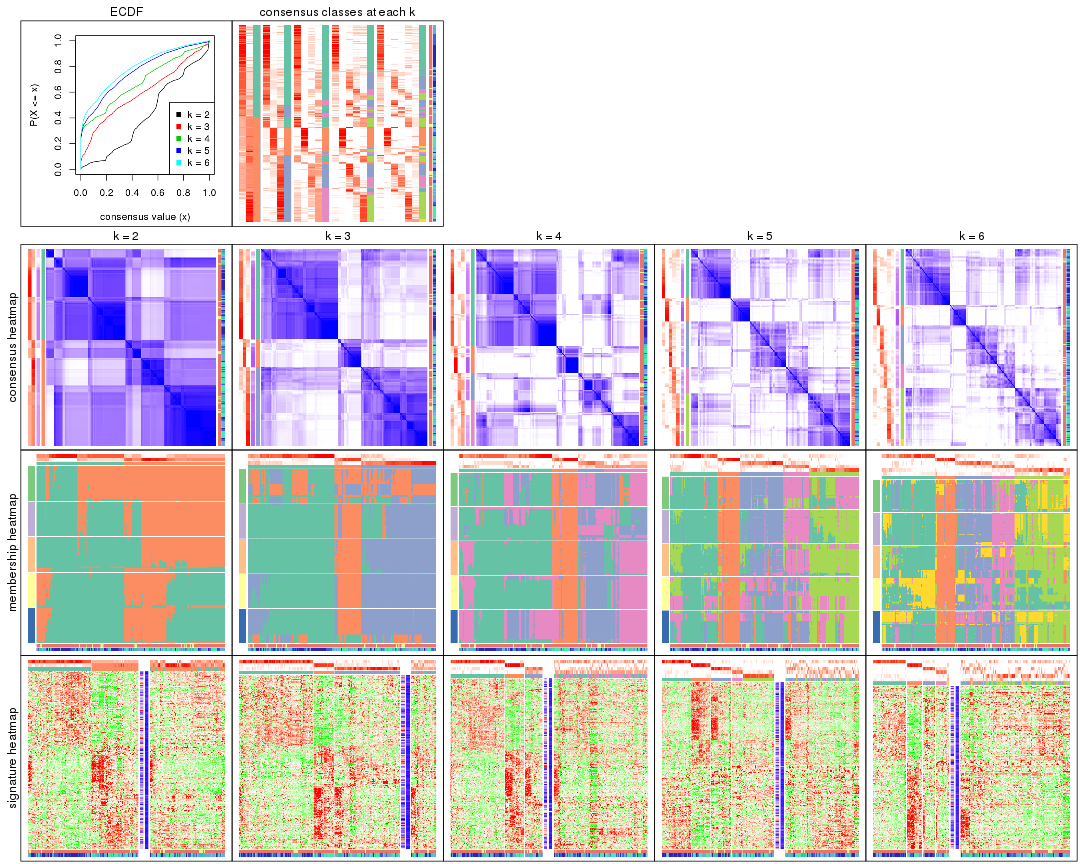 ECDF
consensus classes at each k
P(X <= x)
0.0 0.2 0.4 0.6 0.8 1.0
k = 2
k = 3
k = 4
k = 5
k = 6
0.0 0.2 0.4 0.6 0.8 1.0
consensus value (x)
k = 2
k = 3
k = 4
k = 5
k = 6
consensus heatmap
membership heatmap
signature heatmap